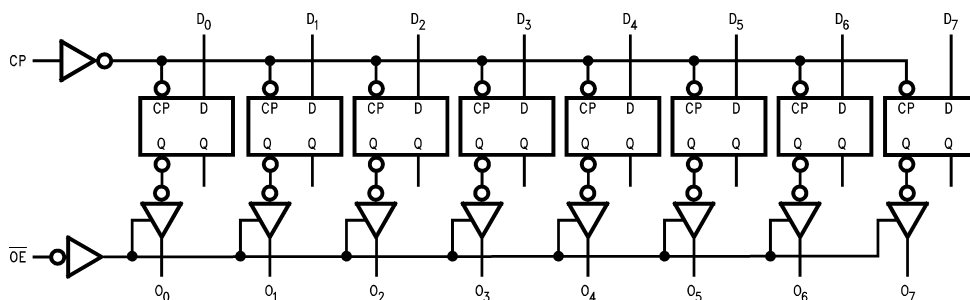 D0 D1 D2 D3 D4 D5 D6 D7
CP
CP D CP D CP D CP D CP D CP D CP D CP D
Q Q Q Q Q Q Q Q Q Q Q Q Q Q Q Q
O̅E̅
O0 O1 O2 O3 O4 O5 O6 O7